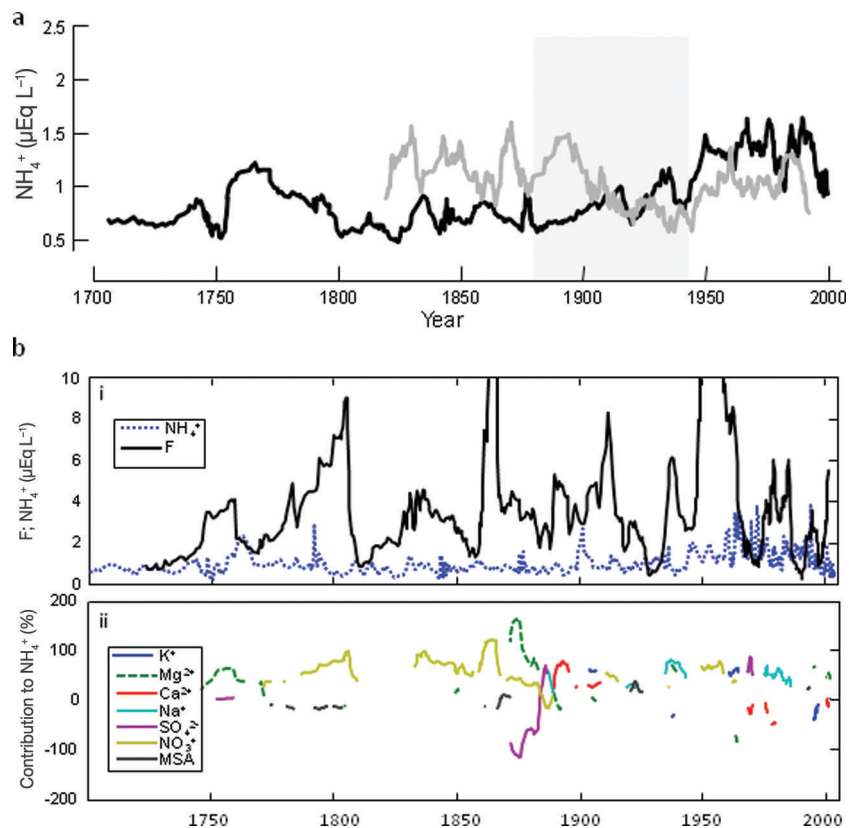 a
NH₄⁺ (µEq L⁻¹)
2.5
2
1.5
1
0.5
1700 1750 1800 1850 1900 1950 2000
Year
b
i
F; NH₄⁺ (µEq L⁻¹)
10
8
6
4
2
0
NH₄⁺
F
ii
Contribution to NH₄⁺ (%)
200
100
0
-100
-200
K⁺
Mg²⁺
Ca²⁺
Na⁺
SO₄²⁻
NO₃⁺
MSA
1750 1800 1850 1900 1950 2000